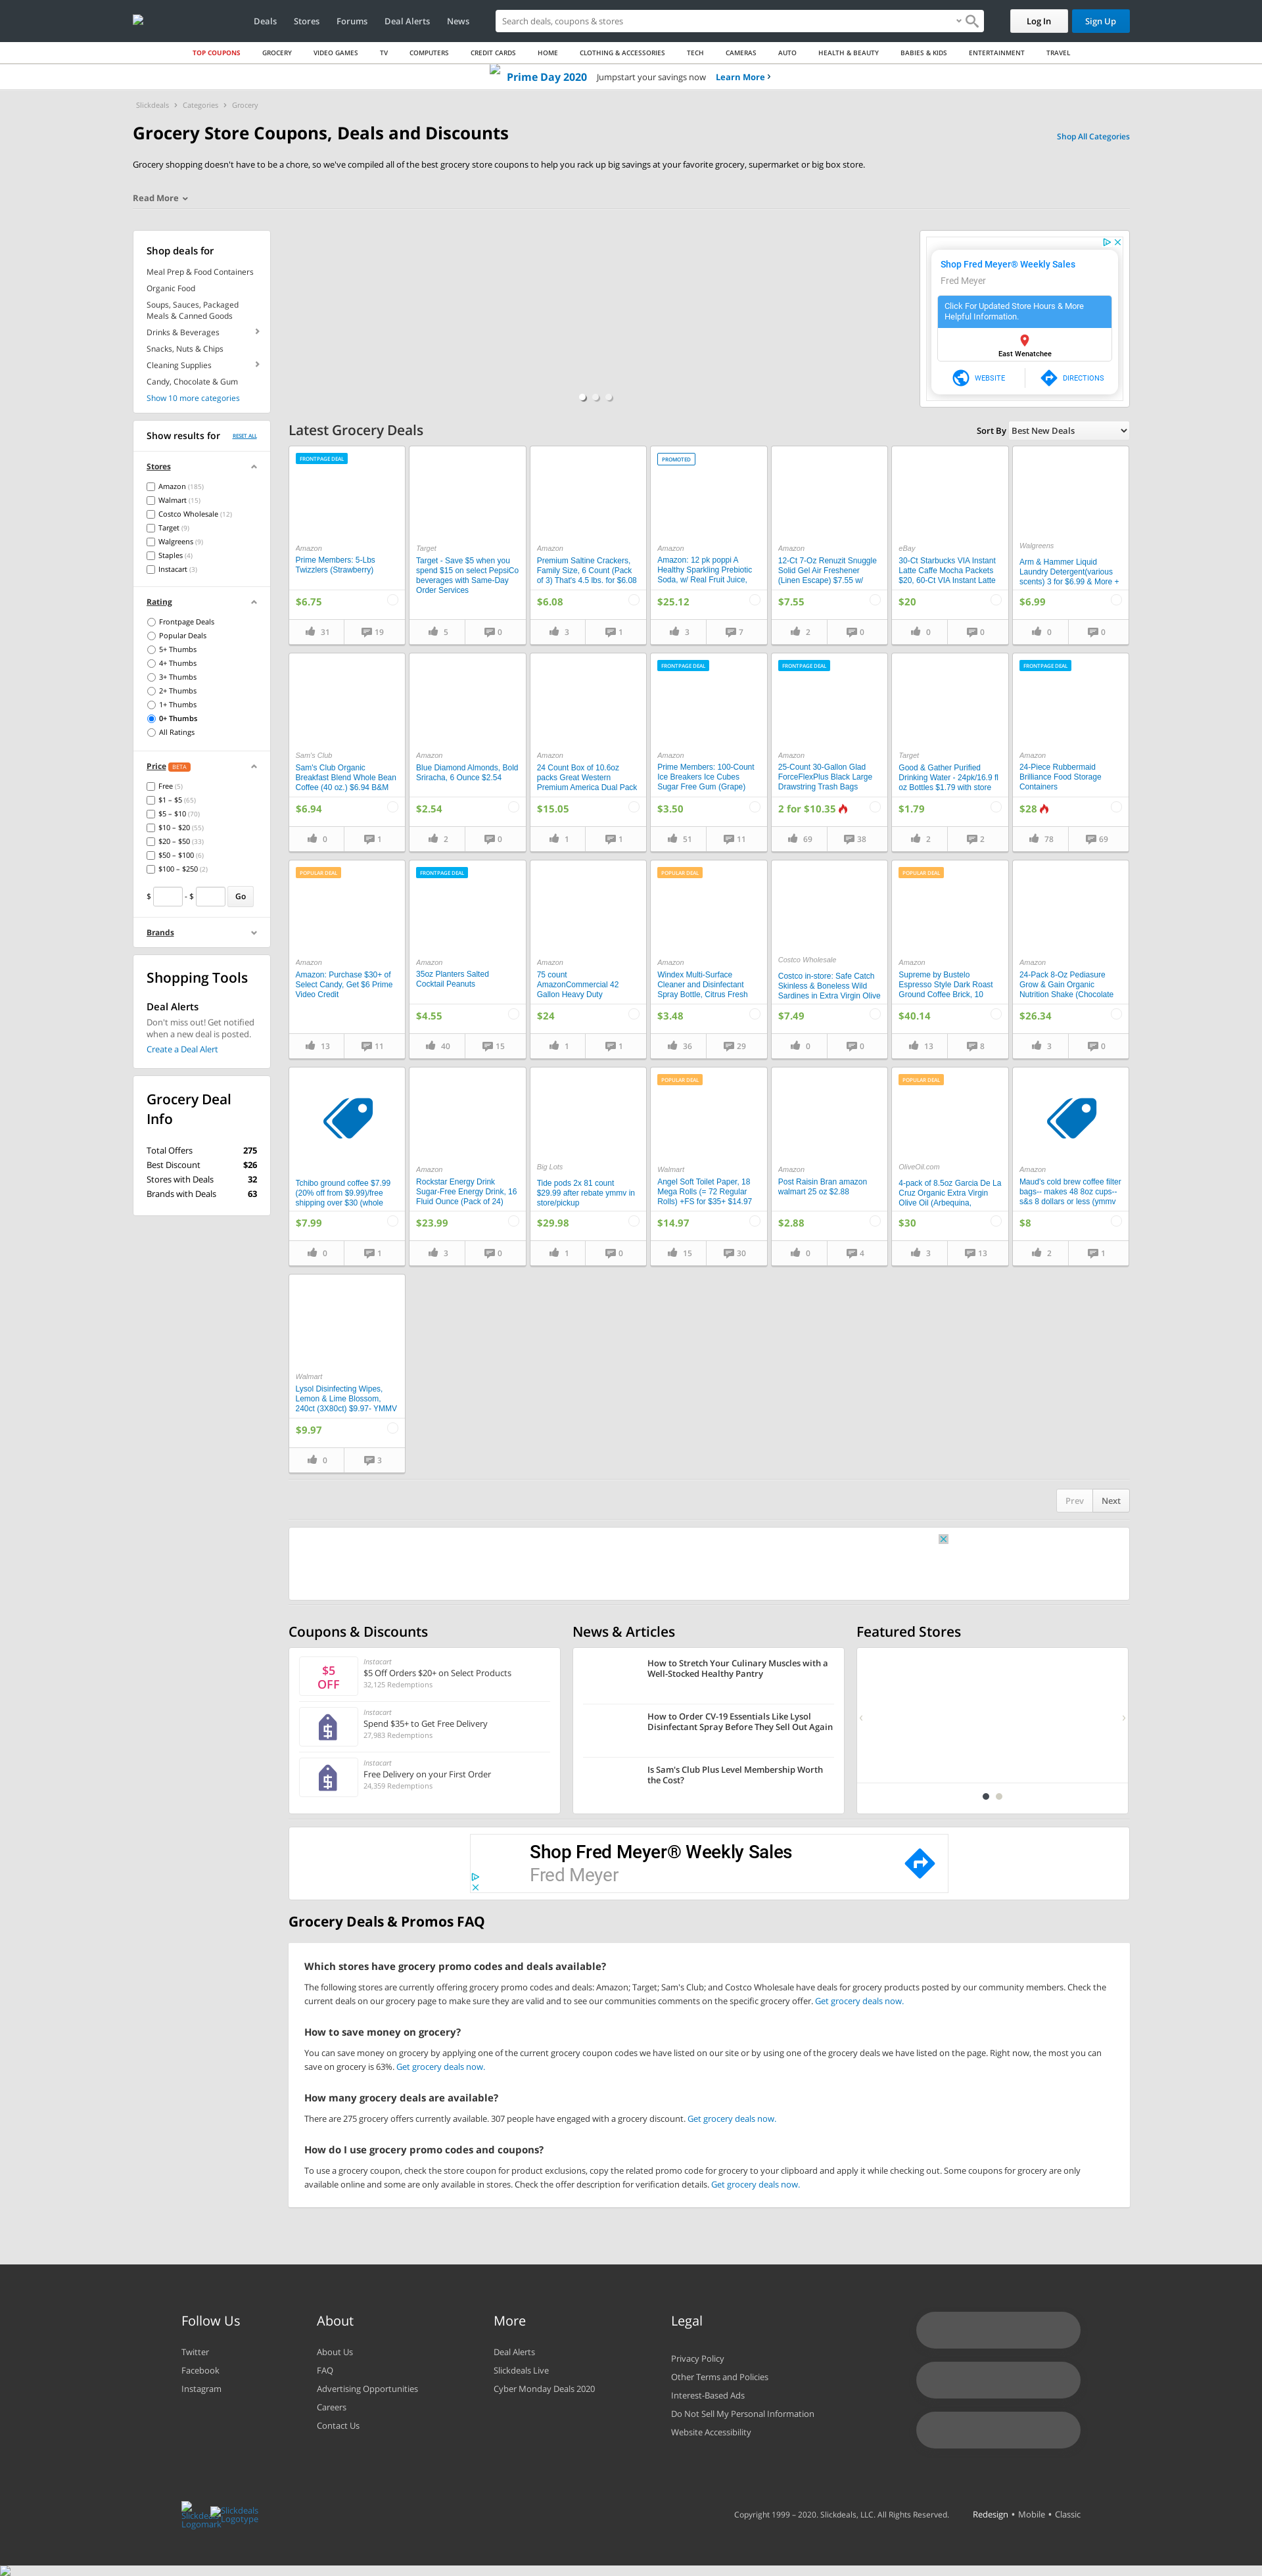 Deals Stores Forums Deal Alerts News
Search deals, coupons & stores
Log In Sign Up
TOP COUPONS GROCERY VIDEO GAMES TV COMPUTERS CREDIT CARDS HOME CLOTHING & ACCESSORIES TECH CAMERAS AUTO HEALTH & BEAUTY BABIES & KIDS ENTERTAINMENT TRAVEL
Prime Day 2020 Jumpstart your savings now Learn More
Slickdeals Categories Grocery
Grocery Store Coupons, Deals and Discounts
Shop All Categories
Grocery shopping doesn't have to be a chore, so we've compiled all of the best grocery store coupons to help you rack up big savings at your favorite grocery, supermarket or big box store.
Read More
Shop deals for
Meal Prep & Food Containers
Organic Food
Soups, Sauces, Packaged
Meals & Canned Goods
Drinks & Beverages
Snacks, Nuts & Chips
Cleaning Supplies
Candy, Chocolate & Gum
Show 10 more categories
Shop Fred Meyer® Weekly Sales
Fred Meyer
Click For Updated Store Hours & More
Helpful Information.
East Wenatchee
WEBSITE DIRECTIONS
Show results for RESET ALL
Stores
Amazon (185)
Walmart (15)
Costco Wholesale (12)
Target (9)
Walgreens (9)
Staples (4)
Instacart (3)
Rating
Frontpage Deals
Popular Deals
5+ Thumbs
4+ Thumbs
3+ Thumbs
2+ Thumbs
1+ Thumbs
0+ Thumbs
All Ratings
Price BETA
Free (5)
$1 – $5 (65)
$5 – $10 (70)
$10 – $20 (55)
$20 – $50 (33)
$50 – $100 (6)
$100 – $250 (2)
$ - $ Go
Brands
Shopping Tools
Deal Alerts
Don't miss out! Get notified
when a new deal is posted.
Create a Deal Alert
Grocery Deal
Info
Total Offers 275
Best Discount $26
Stores with Deals 32
Brands with Deals 63
Latest Grocery Deals
Sort By Best New Deals
FRONTPAGE DEAL
Amazon
Prime Members: 5-Lbs
Twizzlers (Strawberry)
$6.75
31 19
Target
Target - Save $5 when you
spend $15 on select PepsiCo
beverages with Same-Day
Order Services
5 0
Amazon
Premium Saltine Crackers,
Family Size, 6 Count (Pack
of 3) That's 4.5 lbs. for $6.08
$6.08
3 1
PROMOTED
Amazon
Amazon: 12 pk poppi A
Healthy Sparkling Prebiotic
Soda, w/ Real Fruit Juice,
$25.12
3 7
Amazon
12-Ct 7-Oz Renuzit Snuggle
Solid Gel Air Freshener
(Linen Escape) $7.55 w/
$7.55
2 0
eBay
30-Ct Starbucks VIA Instant
Latte Caffe Mocha Packets
$20, 60-Ct VIA Instant Latte
$20
0 0
Walgreens
Arm & Hammer Liquid
Laundry Detergent(various
scents) 3 for $6.99 & More +
$6.99
0 0
Sam's Club
Sam's Club Organic
Breakfast Blend Whole Bean
Coffee (40 oz.) $6.94 B&M
$6.94
0 1
Amazon
Blue Diamond Almonds, Bold
Sriracha, 6 Ounce $2.54
$2.54
2 0
Amazon
24 Count Box of 10.6oz
packs Great Western
Premium America Dual Pack
$15.05
1 1
FRONTPAGE DEAL
Amazon
Prime Members: 100-Count
Ice Breakers Ice Cubes
Sugar Free Gum (Grape)
$3.50
51 11
FRONTPAGE DEAL
Amazon
25-Count 30-Gallon Glad
ForceFlexPlus Black Large
Drawstring Trash Bags
2 for $10.35
69 38
Target
Good & Gather Purified
Drinking Water - 24pk/16.9 fl
oz Bottles $1.79 with store
$1.79
2 2
FRONTPAGE DEAL
Amazon
24-Piece Rubbermaid
Brilliance Food Storage
Containers
$28
78 69
POPULAR DEAL
Amazon
Amazon: Purchase $30+ of
Select Candy, Get $6 Prime
Video Credit
13 11
FRONTPAGE DEAL
Amazon
35oz Planters Salted
Cocktail Peanuts
$4.55
40 15
Amazon
75 count
AmazonCommercial 42
Gallon Heavy Duty
$24
1 1
POPULAR DEAL
Amazon
Windex Multi-Surface
Cleaner and Disinfectant
Spray Bottle, Citrus Fresh
$3.48
36 29
Costco Wholesale
Costco in-store: Safe Catch
Skinless & Boneless Wild
Sardines in Extra Virgin Olive
$7.49
0 0
POPULAR DEAL
Amazon
Supreme by Bustelo
Espresso Style Dark Roast
Ground Coffee Brick, 10
$40.14
13 8
Amazon
24-Pack 8-Oz Pediasure
Grow & Gain Organic
Nutrition Shake (Chocolate
$26.34
3 0
Tchibo ground coffee $7.99
(20% off from $9.99)/free
shipping over $30 (whole
$7.99
0 1
Amazon
Rockstar Energy Drink
Sugar-Free Energy Drink, 16
Fluid Ounce (Pack of 24)
$23.99
3 0
Big Lots
Tide pods 2x 81 count
$29.99 after rebate ymmv in
store/pickup
$29.98
1 0
POPULAR DEAL
Walmart
Angel Soft Toilet Paper, 18
Mega Rolls (= 72 Regular
Rolls) +FS for $35+ $14.97
$14.97
15 30
Amazon
Post Raisin Bran amazon
walmart 25 oz $2.88
$2.88
0 4
POPULAR DEAL
OliveOil.com
4-pack of 8.5oz Garcia De La
Cruz Organic Extra Virgin
Olive Oil (Arbequina,
$30
3 13
Amazon
Maud's cold brew coffee filter
bags-- makes 48 8oz cups--
s&s 8 dollars or less (ymmv
$8
2 1
Walmart
Lysol Disinfecting Wipes,
Lemon & Lime Blossom,
240ct (3X80ct) $9.97- YMMV
$9.97
0 3
Prev Next
Coupons & Discounts
$5
OFF
Instacart
$5 Off Orders $20+ on Select Products
32,125 Redemptions
Instacart
Spend $35+ to Get Free Delivery
27,983 Redemptions
Instacart
Free Delivery on your First Order
24,359 Redemptions
News & Articles
How to Stretch Your Culinary Muscles with a
Well-Stocked Healthy Pantry
How to Order CV-19 Essentials Like Lysol
Disinfectant Spray Before They Sell Out Again
Is Sam's Club Plus Level Membership Worth
the Cost?
Featured Stores
Shop Fred Meyer® Weekly Sales
Fred Meyer
Grocery Deals & Promos FAQ
Which stores have grocery promo codes and deals available?
The following stores are currently offering grocery promo codes and deals: Amazon; Target; Sam's Club; and Costco Wholesale have deals for grocery products posted by our community members. Check the
current deals on our grocery page to make sure they are valid and to see our communities comments on the specific grocery offer. Get grocery deals now.
How to save money on grocery?
You can save money on grocery by applying one of the current grocery coupon codes we have listed on our site or by using one of the grocery deals we have listed on the page. Right now, the most you can
save on grocery is 63%. Get grocery deals now.
How many grocery deals are available?
There are 275 grocery offers currently available. 307 people have engaged with a grocery discount. Get grocery deals now.
How do I use grocery promo codes and coupons?
To use a grocery coupon, check the store coupon for product exclusions, copy the related promo code for grocery to your clipboard and apply it while checking out. Some coupons for grocery are only
available online and some are only available in stores. Check the offer description for verification details. Get grocery deals now.
Follow Us
Twitter
Facebook
Instagram
About
About Us
FAQ
Advertising Opportunities
Careers
Contact Us
More
Deal Alerts
Slickdeals Live
Cyber Monday Deals 2020
Legal
Privacy Policy
Other Terms and Policies
Interest-Based Ads
Do Not Sell My Personal Information
Website Accessibility
Slickdeals
Logomark
Slickdeals
Logotype
Copyright 1999 – 2020. Slickdeals, LLC. All Rights Reserved. Redesign • Mobile • Classic